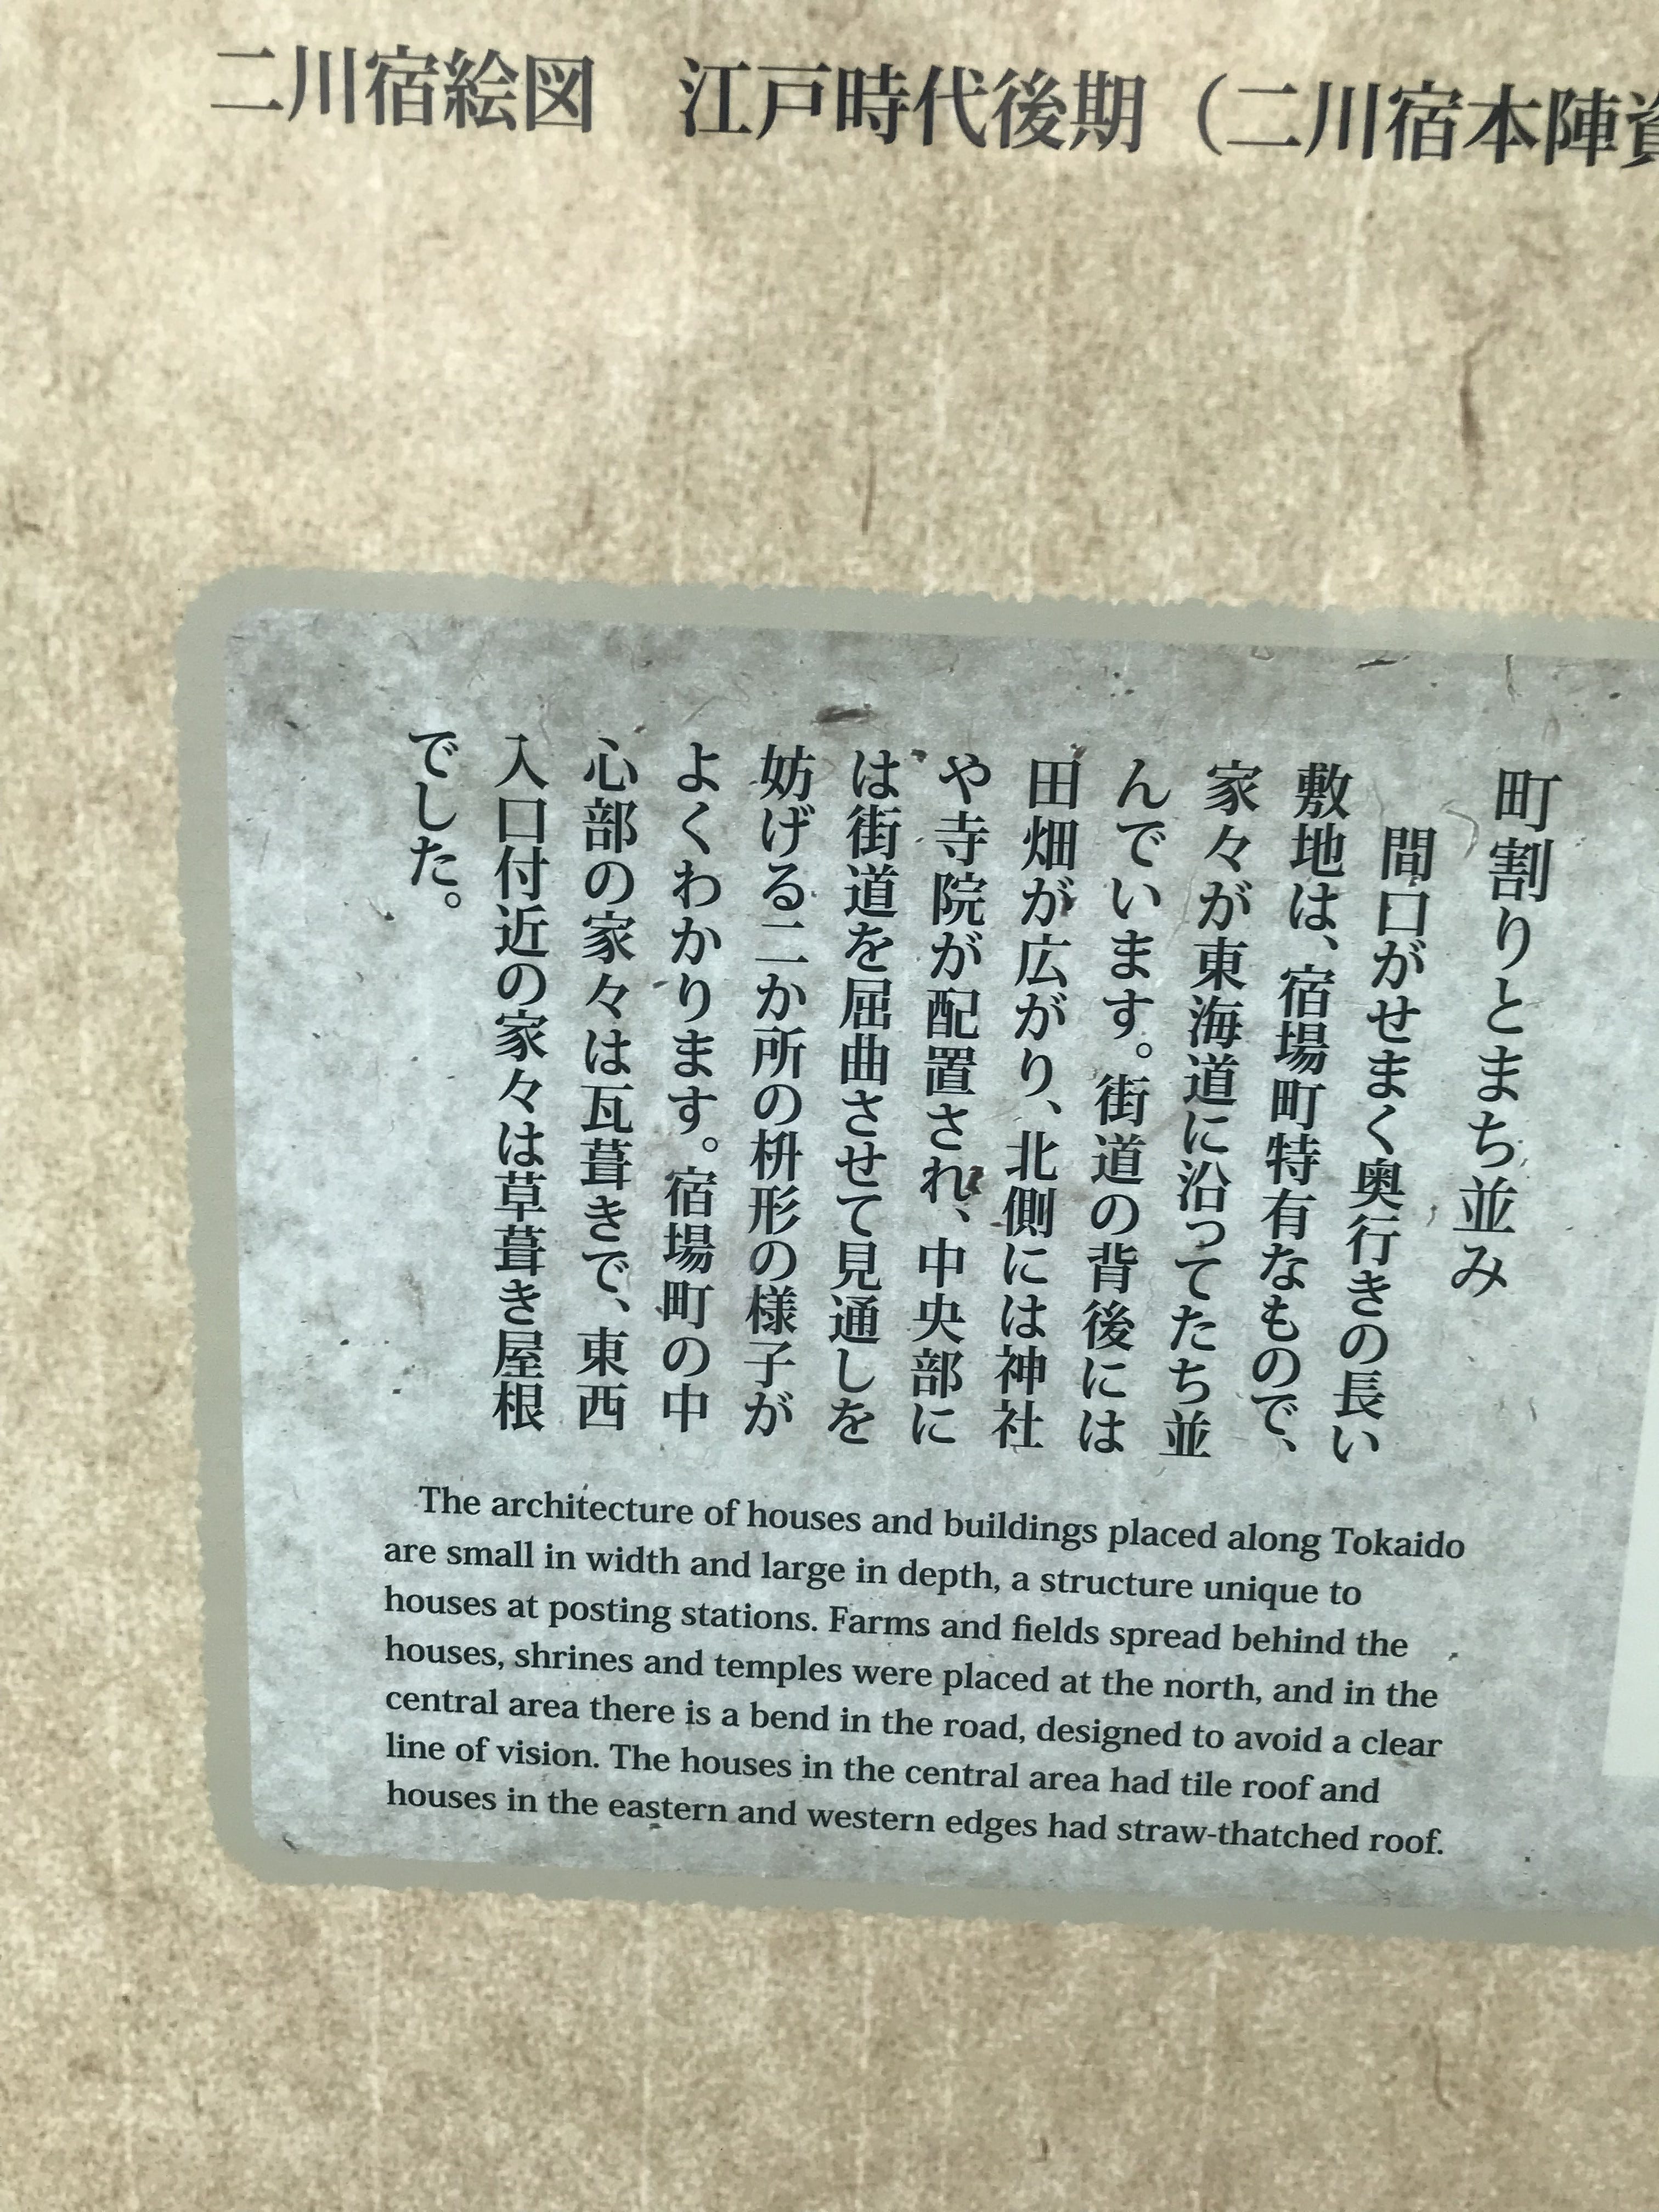 二川宿絵図　江戸時代後期（二川宿本陣資
町割りとまち並み
間口がせまく奥行きの長い
敷地は、宿場町特有なもので、
家々が東海道に沿ってたち並
んでいます。街道の背後には
田畑が広がり、北側には神社
や寺院が配置され、中央部に
は街道を屈曲させて見通しを
妨げる二か所の枡形の様子が
よくわかります。宿場町の中
心部の家々は瓦葺きで、東西
入口付近の家々は草葺き屋根
でした。
The architecture of houses and buildings placed along Tokaido
are small in width and large in depth, a structure unique to
houses at posting stations. Farms and fields spread behind the
houses, shrines and temples were placed at the north, and in the
central area there is a bend in the road, designed to avoid a clear
line of vision. The houses in the central area had tile roof and
houses in the eastern and western edges had straw-thatched roof.